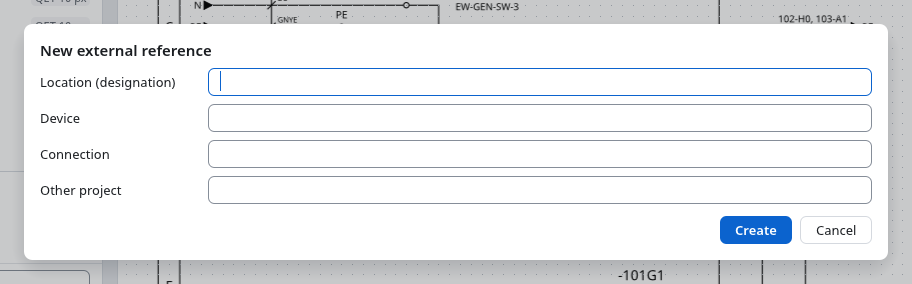 N
PE
GNYE
EW-GEN-SW-3
102-H0, 103-A1
New external reference
Location (designation)
Device
Connection
Other project
Create
Cancel
-101G1